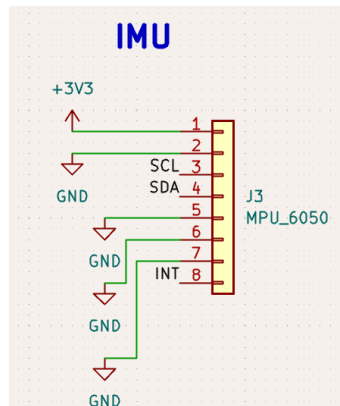 IMU
+3V3
1
2
GND
SCL 3
SDA 4
J3
MPU_6050
5
GND
6
7
INT 8
GND
GND